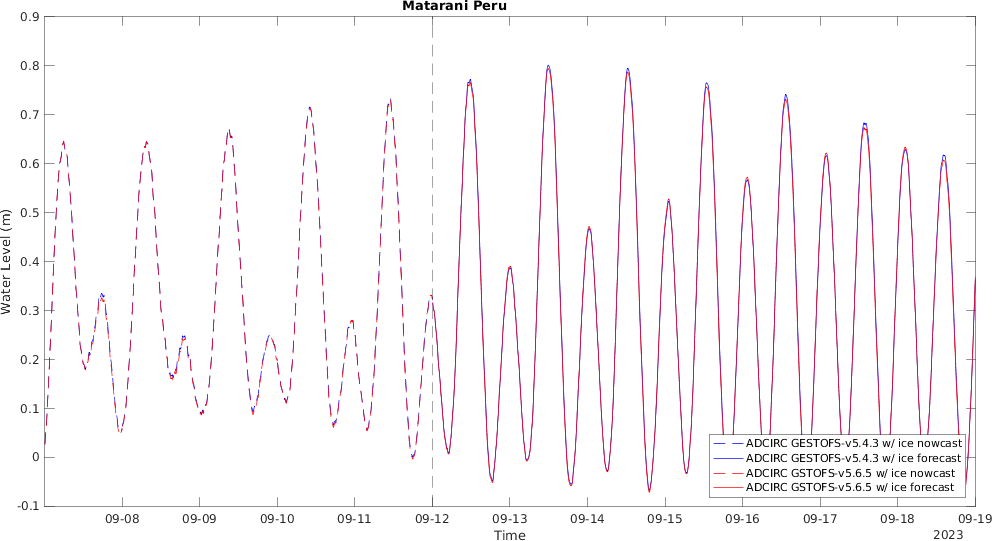 Matarani Peru
0.9
0.8
0.7
0.6
0.5
0.4
0.3
0.2
0.1
0
-0.1
Water Level (m)
ADCIRC GESTOFS-v5.4.3 w/ ice nowcast
ADCIRC GESTOFS-v5.4.3 w/ ice forecast
ADCIRC GSTOFS-v5.6.5 w/ ice nowcast
ADCIRC GSTOFS-v5.6.5 w/ ice forecast
09-08 09-09 09-10 09-11 09-12 09-13 09-14 09-15 09-16 09-17 09-18 09-19
Time
2023